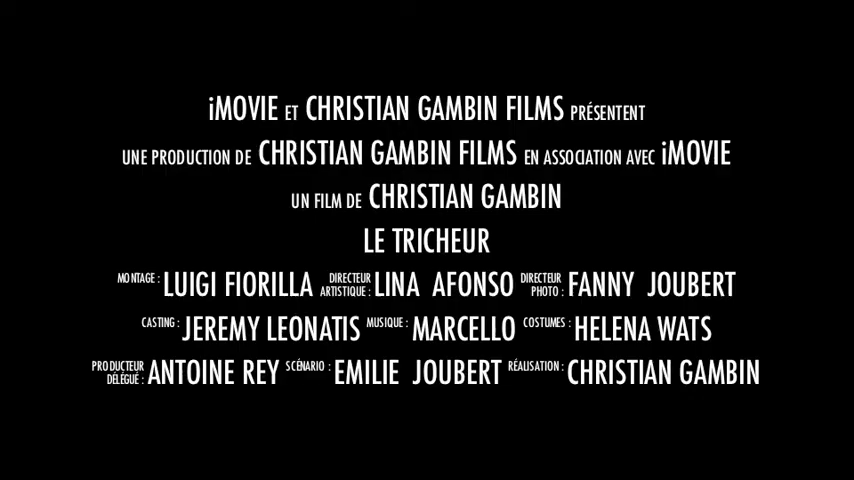 iMOVIE ET CHRISTIAN GAMBIN FILMS PRÉSENTENT
UNE PRODUCTION DE CHRISTIAN GAMBIN FILMS EN ASSOCIATION AVEC iMOVIE
UN FILM DE CHRISTIAN GAMBIN
LE TRICHEUR
MONTAGE : LUIGI FIORILLA DIRECTEUR ARTISTIQUE : LINA AFONSO DIRECTEUR PHOTO : FANNY JOUBERT
CASTING : JEREMY LEONATIS MUSIQUE : MARCELLO COSTUMES : HELENA WATS
PRODUCTEUR DÉLÉGUÉ : ANTOINE REY SCÉNARIO : EMILIE JOUBERT RÉALISATION : CHRISTIAN GAMBIN